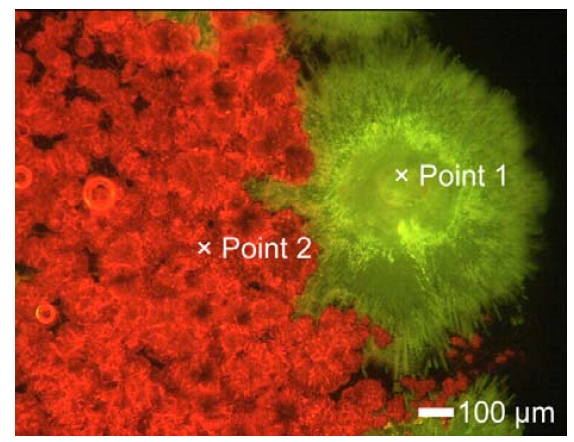 × Point 1
× Point 2
100 µm